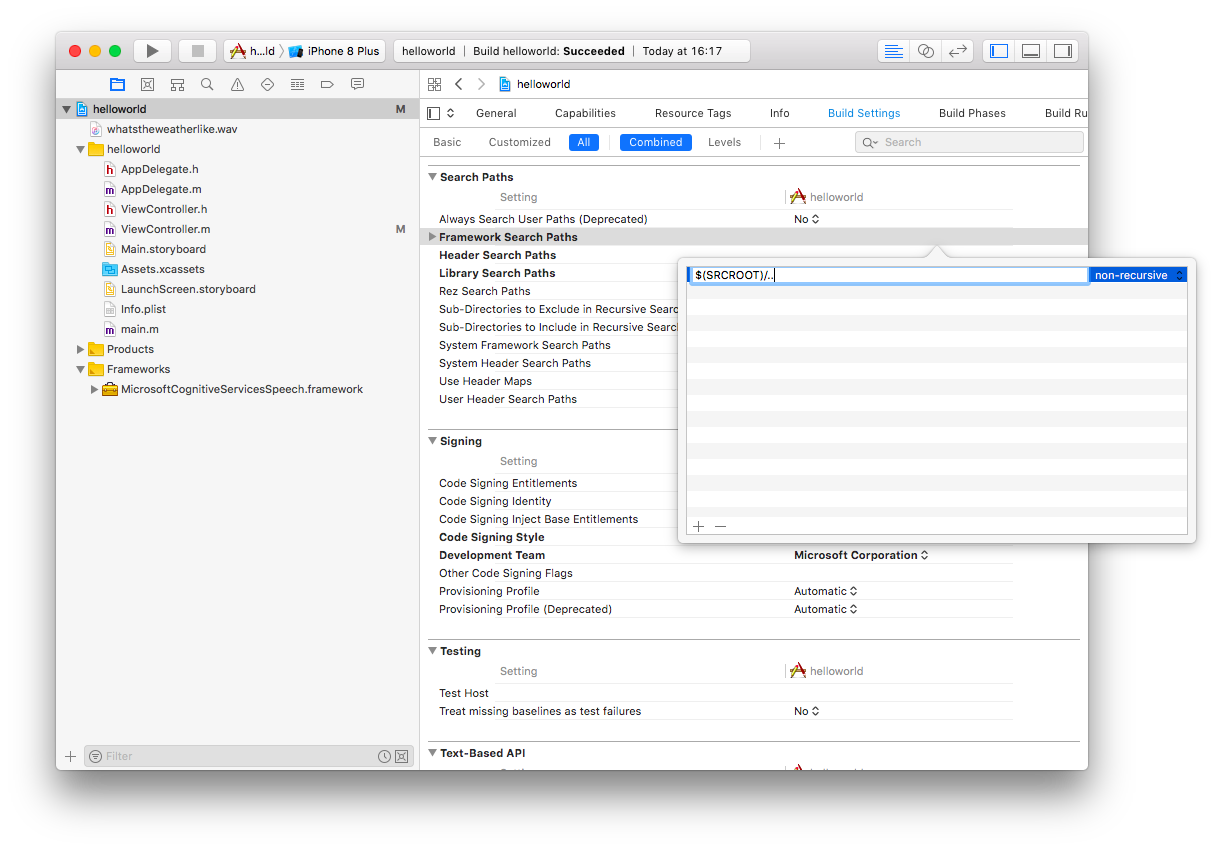 h...ld
iPhone 8 Plus
helloworld | Build helloworld: Succeeded | Today at 16:17
helloworld M
whatstheweatherlike.wav
helloworld
AppDelegate.h
AppDelegate.m
ViewController.h
ViewController.m M
Main.storyboard
Assets.xcassets
LaunchScreen.storyboard
Info.plist
main.m
Products
Frameworks
MicrosoftCognitiveServicesSpeech.framework
Filter
helloworld
General Capabilities Resource Tags Info Build Settings Build Phases Build Ru
Basic Customized All Combined Levels
Search
Search Paths
Setting helloworld
Always Search User Paths (Deprecated) No
Framework Search Paths
Header Search Paths
Library Search Paths
Rez Search Paths
Sub-Directories to Exclude in Recursive Searc
Sub-Directories to Include in Recursive Searc
System Framework Search Paths
System Header Search Paths
Use Header Maps
User Header Search Paths
$(SRCROOT)/.. non-recursive
Signing
Setting
Code Signing Entitlements
Code Signing Identity
Code Signing Inject Base Entitlements
Code Signing Style
Development Team Microsoft Corporation
Other Code Signing Flags
Provisioning Profile Automatic
Provisioning Profile (Deprecated) Automatic
Testing
Setting helloworld
Test Host
Treat missing baselines as test failures No
Text-Based API